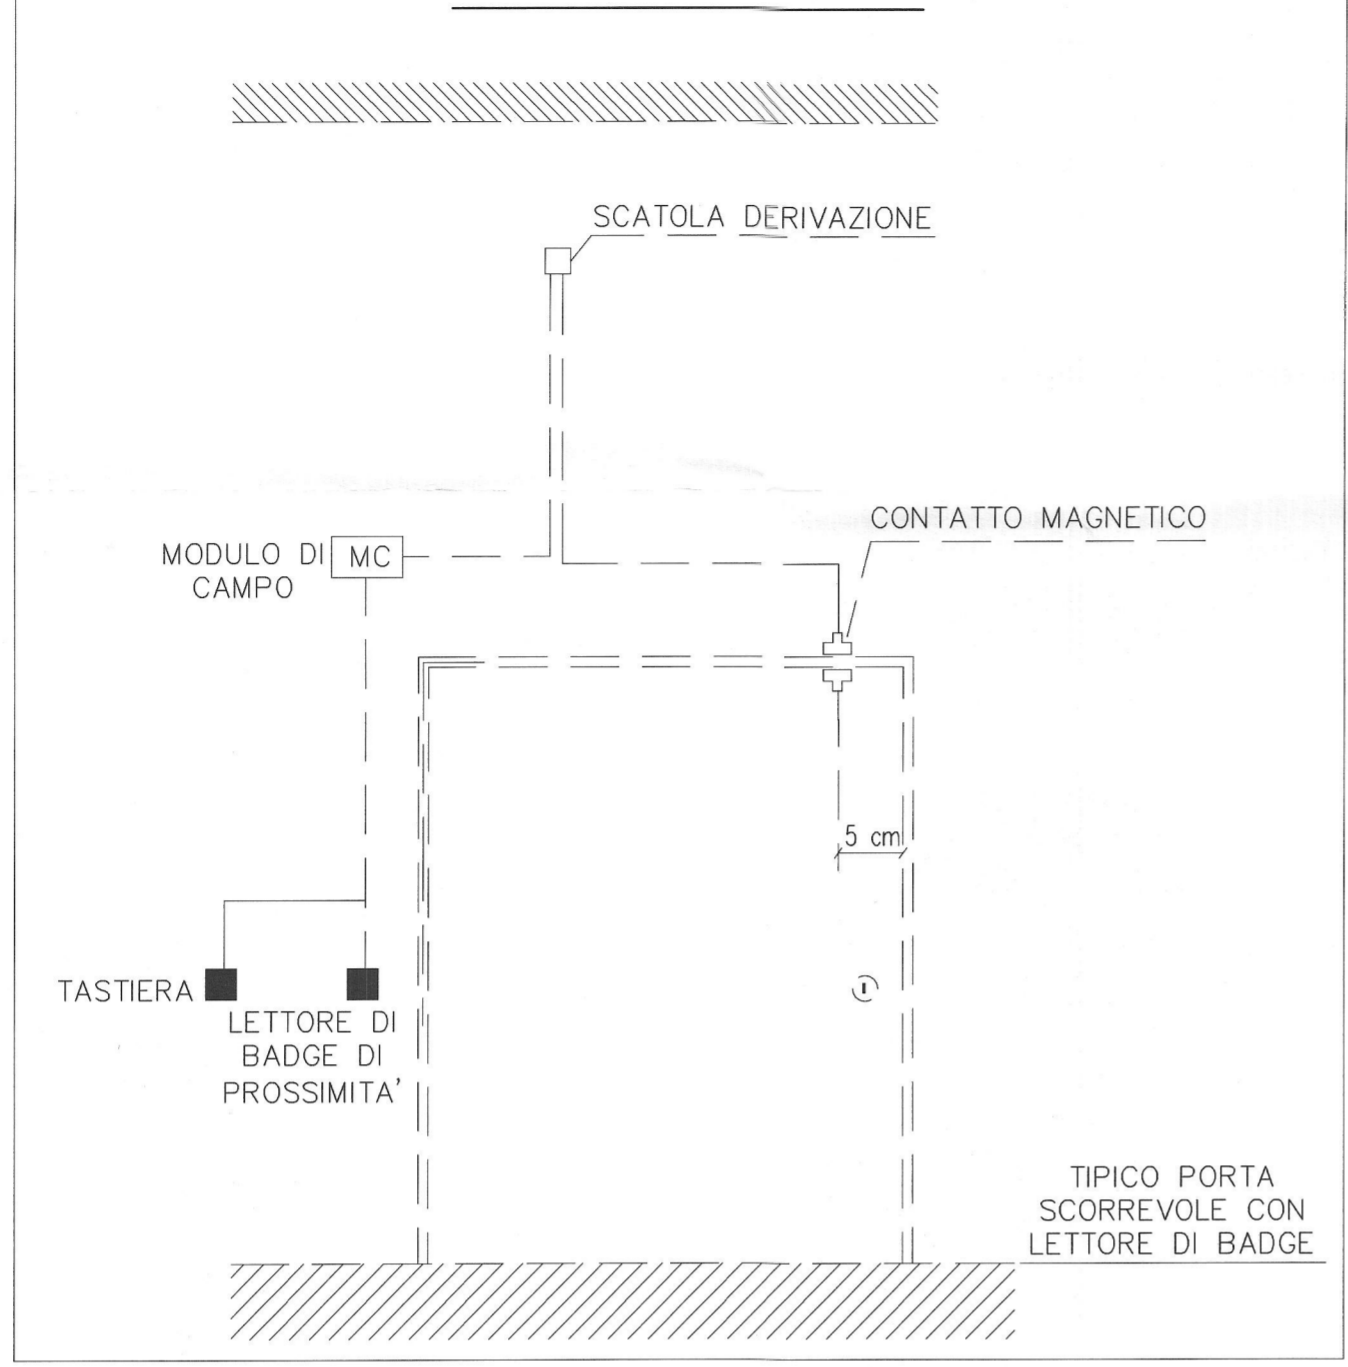 SCATOLA DERIVAZIONE
CONTATTO MAGNETICO
MODULO DI
CAMPO
MC
5 cm
TASTIERA
LETTORE DI
BADGE DI
PROSSIMITA'
TIPICO PORTA
SCORREVOLE CON
LETTORE DI BADGE